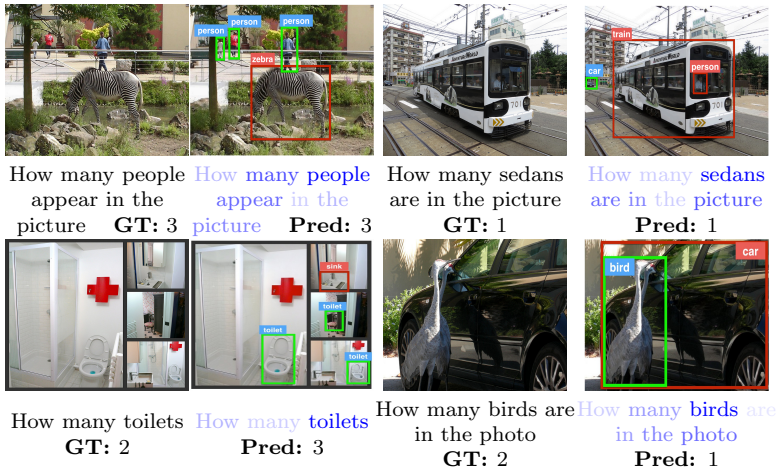 person
person
person
zebra
train
person
car
ADVENTURE WORLD
701
How many people
appear in the
picture GT: 3
How many people
appear in the
picture Pred: 3
How many sedans
are in the picture
GT: 1
How many sedans
are in the picture
Pred: 1
sink
toilet
toilet
toilet
bird
car
How many toilets
GT: 2
How many toilets
Pred: 3
How many birds are
in the photo
GT: 2
How many birds are
in the photo
Pred: 1